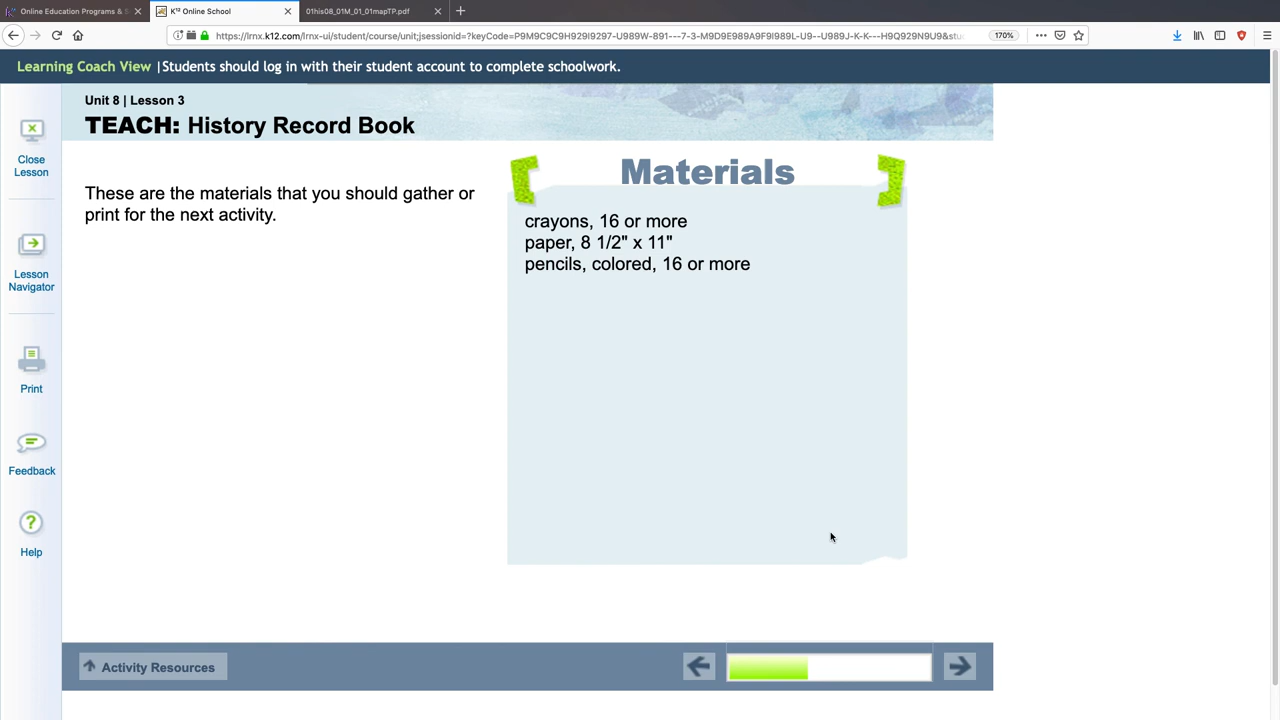 Online Education Programs & S
K¹² Online School
01his08_01M_01_01mapTP.pdf
170%
Learning Coach View | Students should log in with their student account to complete schoolwork.
Unit 8 | Lesson 3
TEACH: History Record Book
Close
Lesson
Lesson
Navigator
Print
Feedback
Help
These are the materials that you should gather or
print for the next activity.
Materials
crayons, 16 or more
paper, 8 1/2" x 11"
pencils, colored, 16 or more
Activity Resources